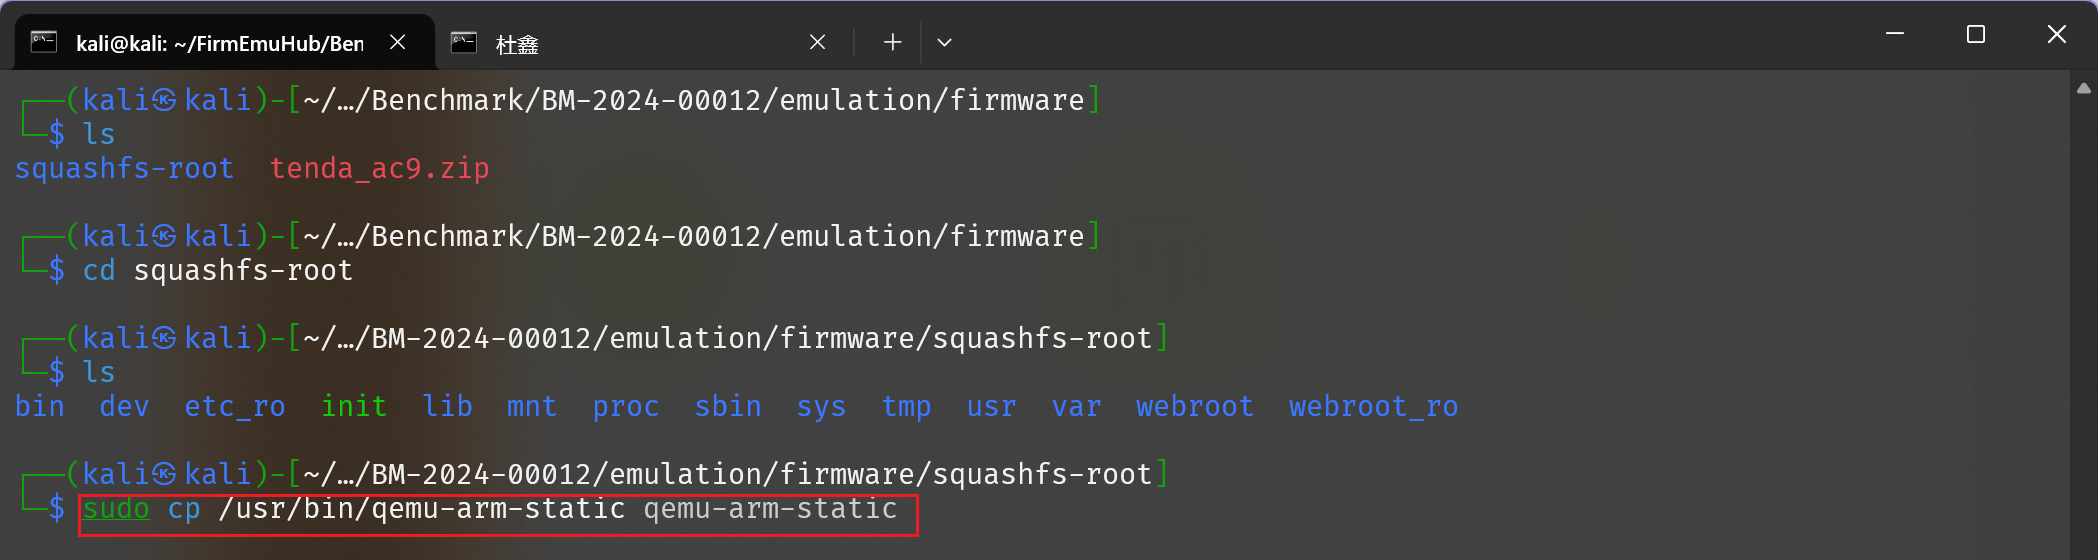 kali@kali: ~/FirmEmuHub/Ben
杜鑫
(kali㉿kali)-[~/…/Benchmark/BM-2024-00012/emulation/firmware]
$ ls
squashfs-root tenda_ac9.zip
(kali㉿kali)-[~/…/Benchmark/BM-2024-00012/emulation/firmware]
$ cd squashfs-root
(kali㉿kali)-[~/…/BM-2024-00012/emulation/firmware/squashfs-root]
$ ls
bin dev etc_ro init lib mnt proc sbin sys tmp usr var webroot webroot_ro
(kali㉿kali)-[~/…/BM-2024-00012/emulation/firmware/squashfs-root]
$ sudo cp /usr/bin/qemu-arm-static qemu-arm-static